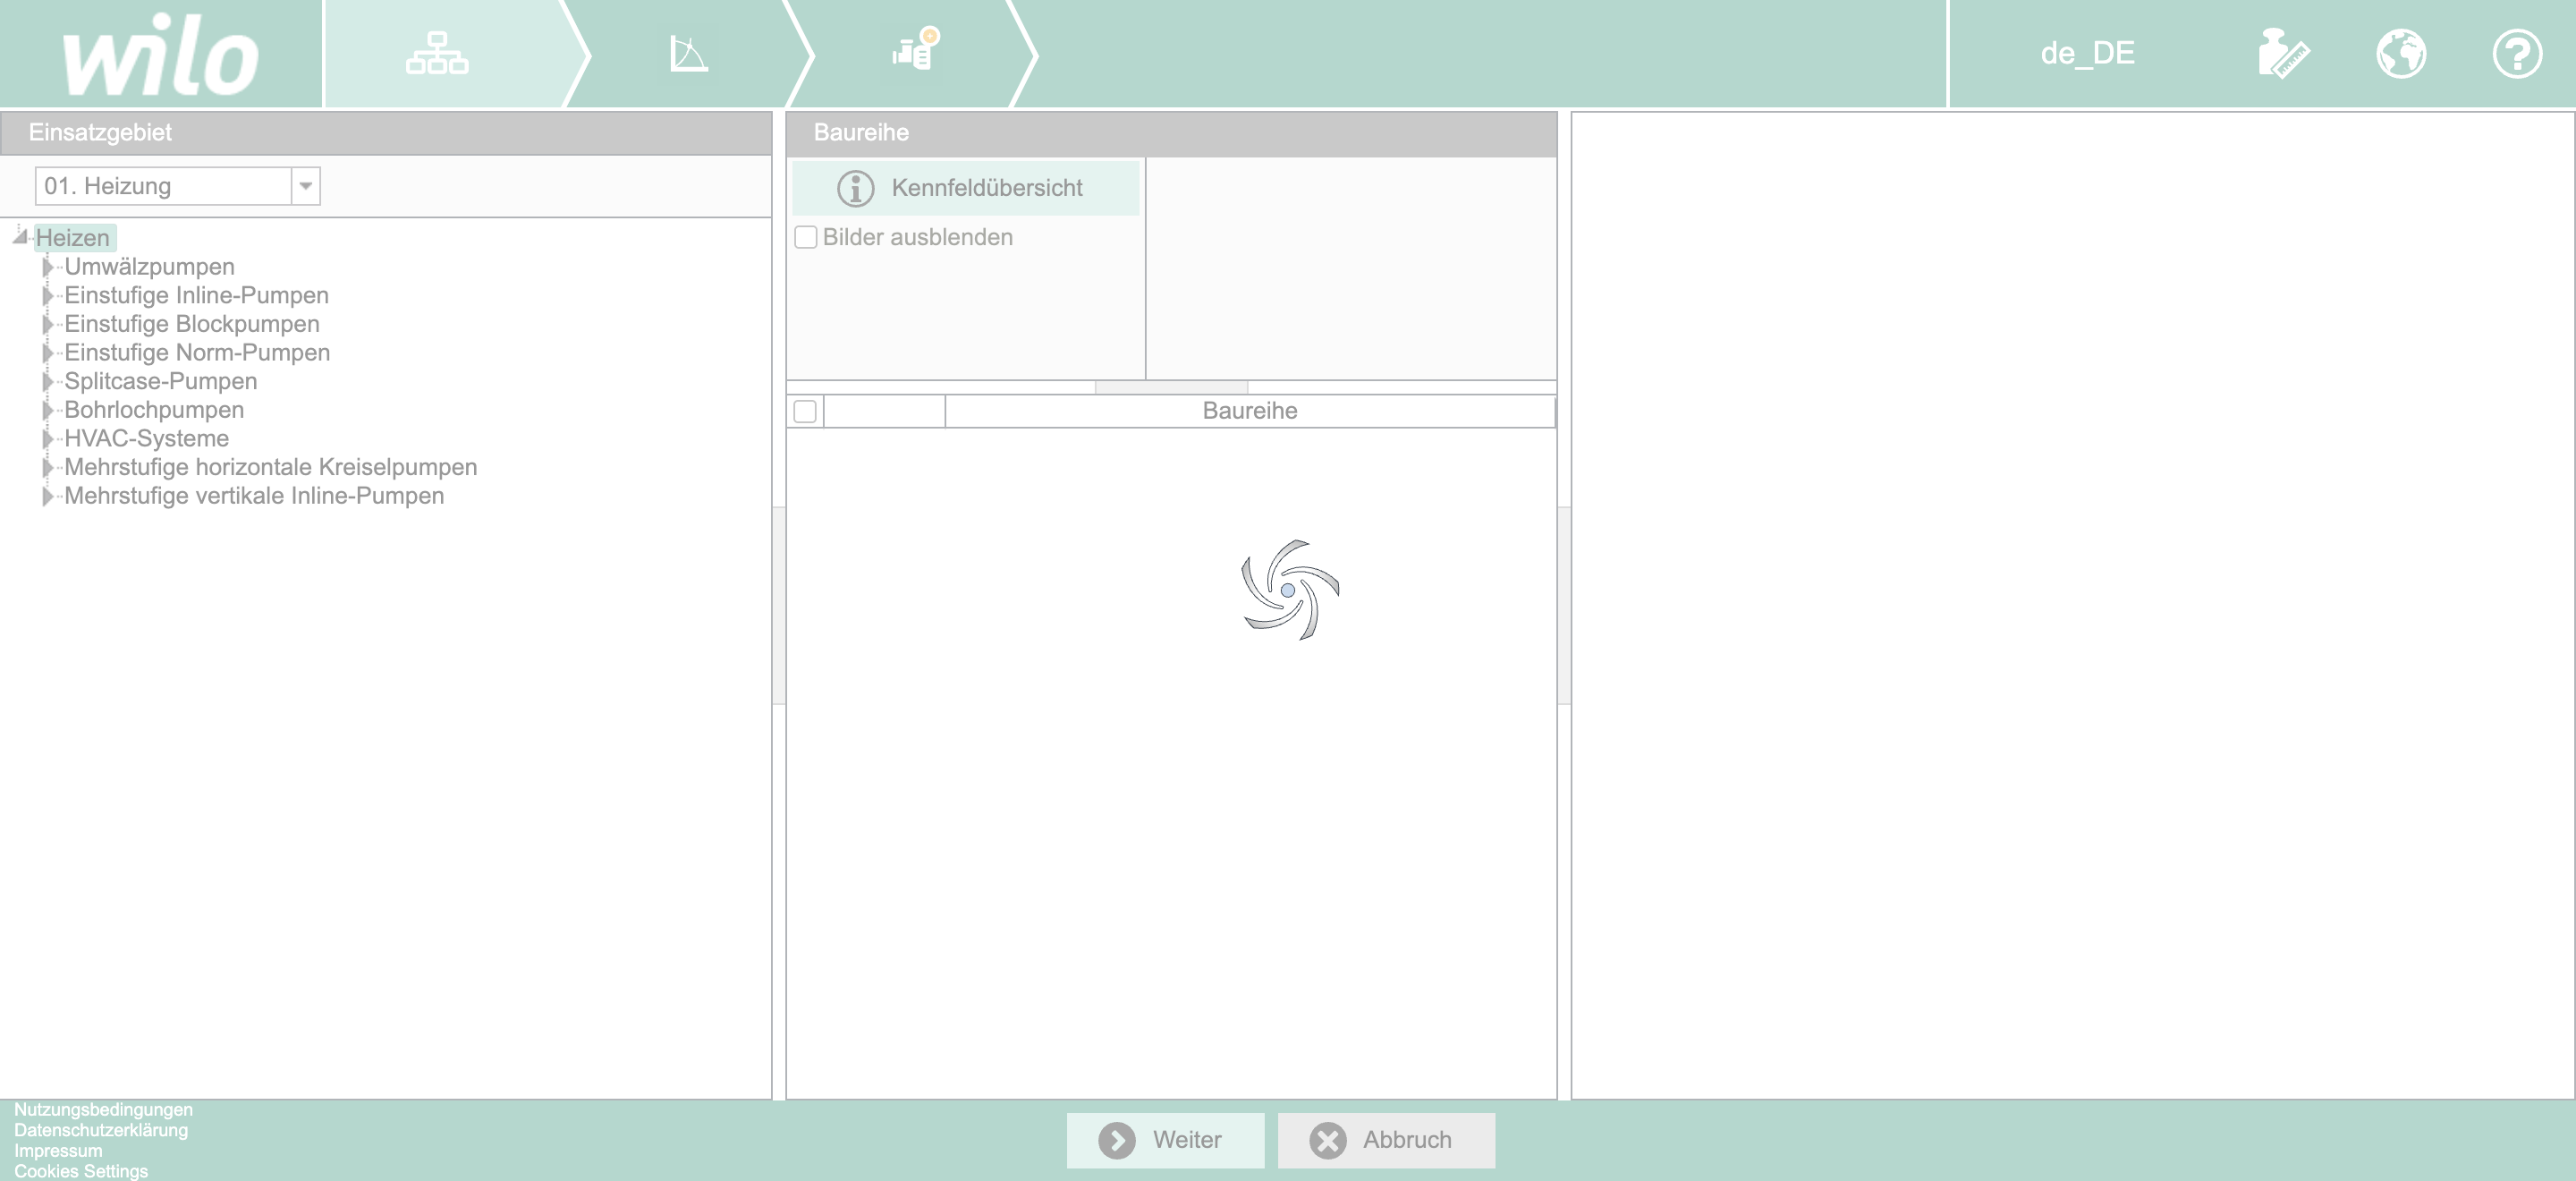 wilo
de_DE
Einsatzgebiet
01. Heizung
Heizen
Umwälzpumpen
Einstufige Inline-Pumpen
Einstufige Blockpumpen
Einstufige Norm-Pumpen
Splitcase-Pumpen
Bohrlochpumpen
HVAC-Systeme
Mehrstufige horizontale Kreiselpumpen
Mehrstufige vertikale Inline-Pumpen
Baureihe
Kennfeldübersicht
Bilder ausblenden
Baureihe
Nutzungsbedingungen
Datenschutzerklärung
Impressum
Cookies Settings
Weiter
Abbruch